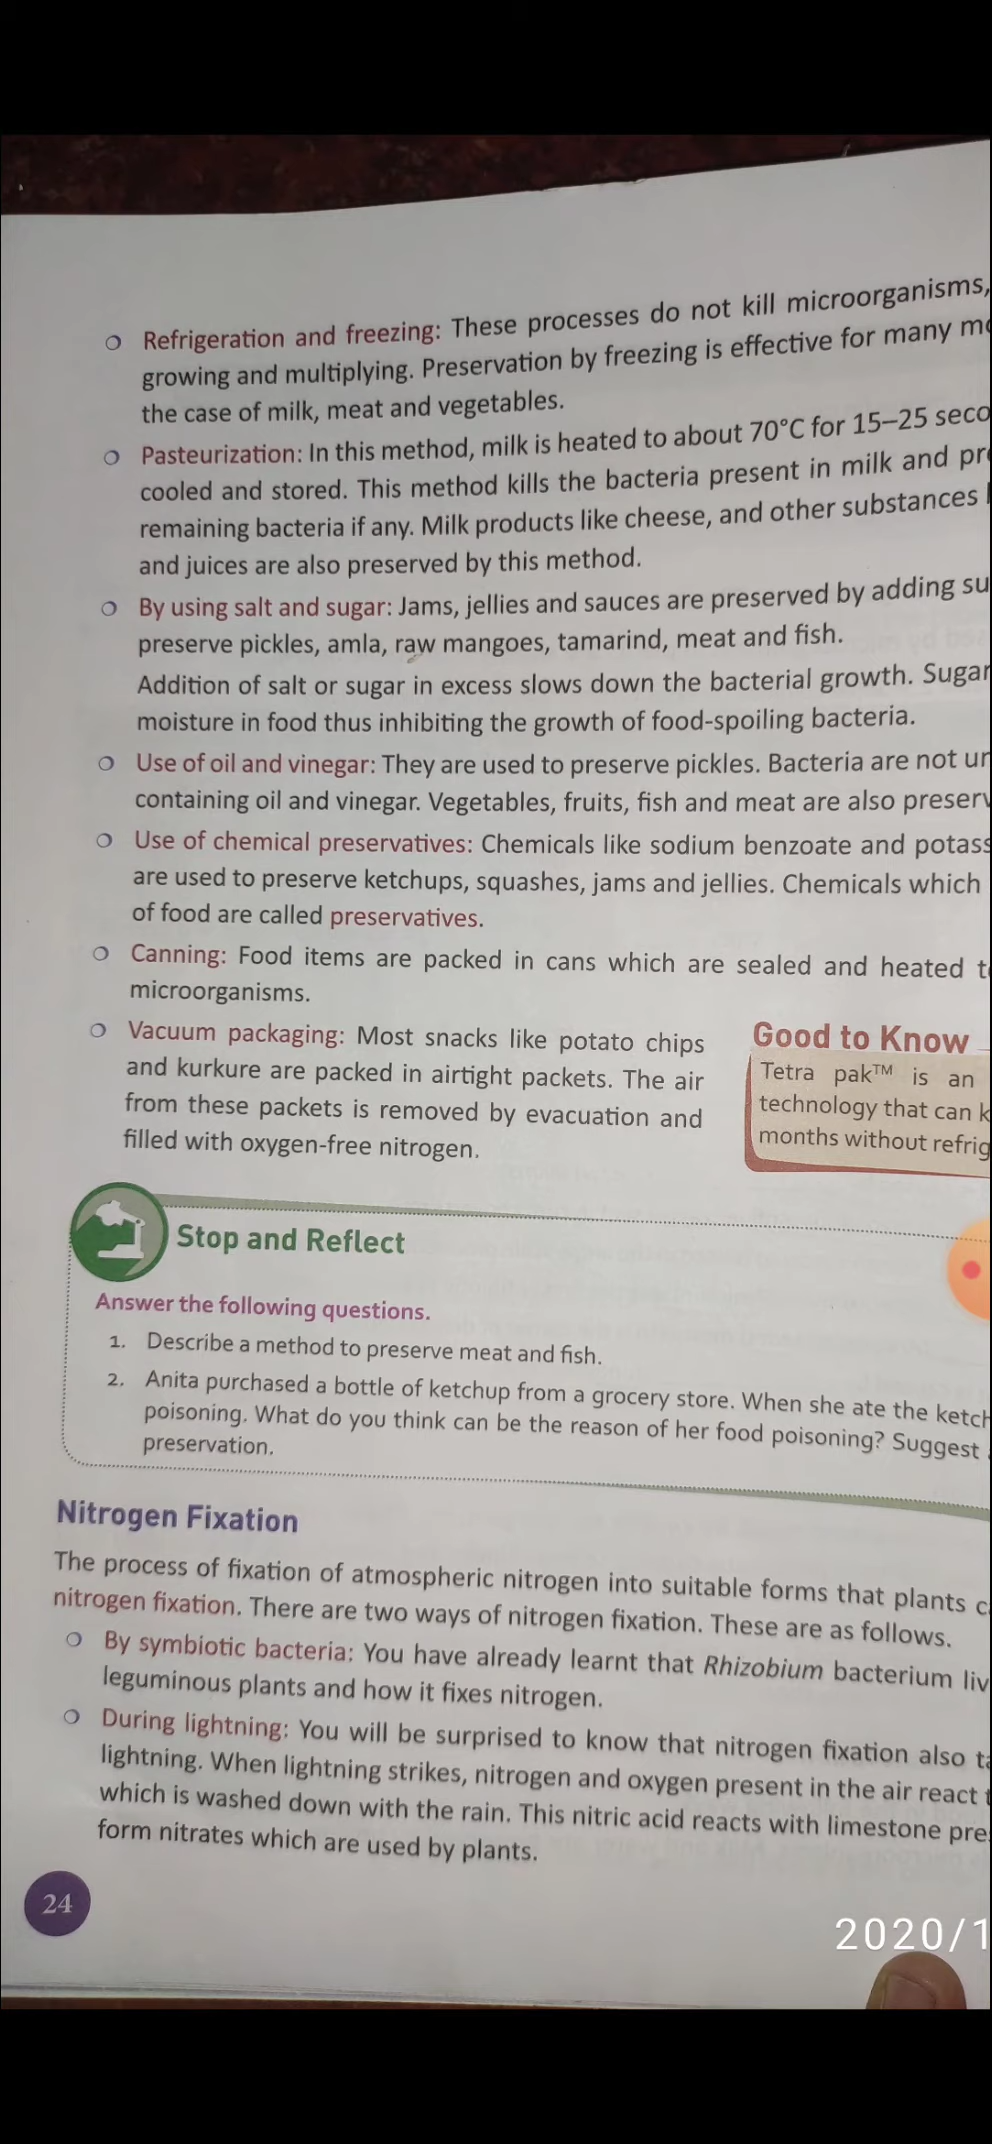 Refrigeration and freezing: These processes do not kill microorganisms,
growing and multiplying. Preservation by freezing is effective for many
the case of milk, meat and vegetables.
Pasteurization: In this method, milk is heated to about 70°C for 15–25
cooled and stored. This method kills the bacteria present in milk and
remaining bacteria if any. Milk products like cheese, and other substances
and juices are also preserved by this method.
By using salt and sugar: Jams, jellies and sauces are preserved by adding
preserve pickles, amla, raw mangoes, tamarind, meat and fish.
Addition of salt or sugar in excess slows down the bacterial growth. Sugar
moisture in food thus inhibiting the growth of food-spoiling bacteria.
Use of oil and vinegar: They are used to preserve pickles. Bacteria are not
containing oil and vinegar. Vegetables, fruits, fish and meat are also
Use of chemical preservatives: Chemicals like sodium benzoate and
are used to preserve ketchups, squashes, jams and jellies. Chemicals which
of food are called preservatives.
Canning: Food items are packed in cans which are sealed and heated
microorganisms.
Vacuum packaging: Most snacks like potato chips
and kurkure are packed in airtight packets. The air
from these packets is removed by evacuation and
filled with oxygen-free nitrogen.
Good to Know
Tetra pak™ is an
technology that can
months without
Stop and Reflect
Answer the following questions.
1. Describe a method to preserve meat and fish.
2. Anita purchased a bottle of ketchup from a grocery store. When she ate the
poisoning. What do you think can be the reason of her food poisoning? Suggest
preservation.
Nitrogen Fixation
The process of fixation of atmospheric nitrogen into suitable forms that plants
nitrogen fixation. There are two ways of nitrogen fixation. These are as follows.
By symbiotic bacteria: You have already learnt that Rhizobium bacterium
leguminous plants and how it fixes nitrogen.
During lightning: You will be surprised to know that nitrogen fixation also
lightning. When lightning strikes, nitrogen and oxygen present in the air react
which is washed down with the rain. This nitric acid reacts with limestone
form nitrates which are used by plants.
24
2020/1